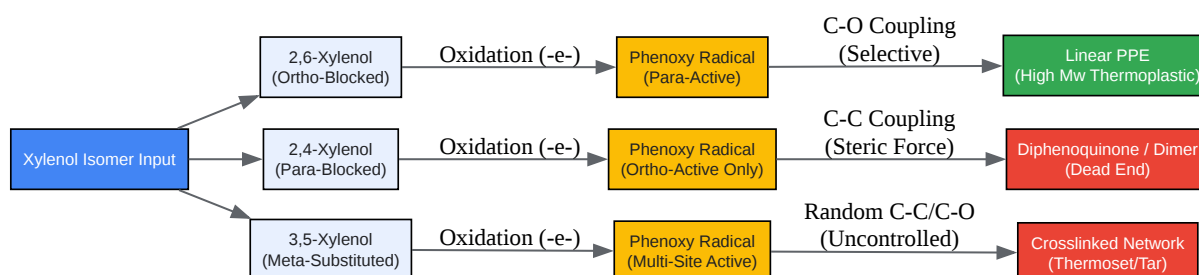 2,6-Xylenol
(Ortho-Blocked)
Oxidation (-e-)
Phenoxy Radical
(Para-Active)
C-O Coupling
(Selective)
Linear PPE
(High Mw Thermoplastic)
Xylenol Isomer Input
2,4-Xylenol
(Para-Blocked)
Oxidation (-e-)
Phenoxy Radical
(Ortho-Active Only)
C-C Coupling
(Steric Force)
Diphenoquinone / Dimer
(Dead End)
3,5-Xylenol
(Meta-Substituted)
Oxidation (-e-)
Phenoxy Radical
(Multi-Site Active)
Random C-C/C-O
(Uncontrolled)
Crosslinked Network
(Thermoset/Tar)